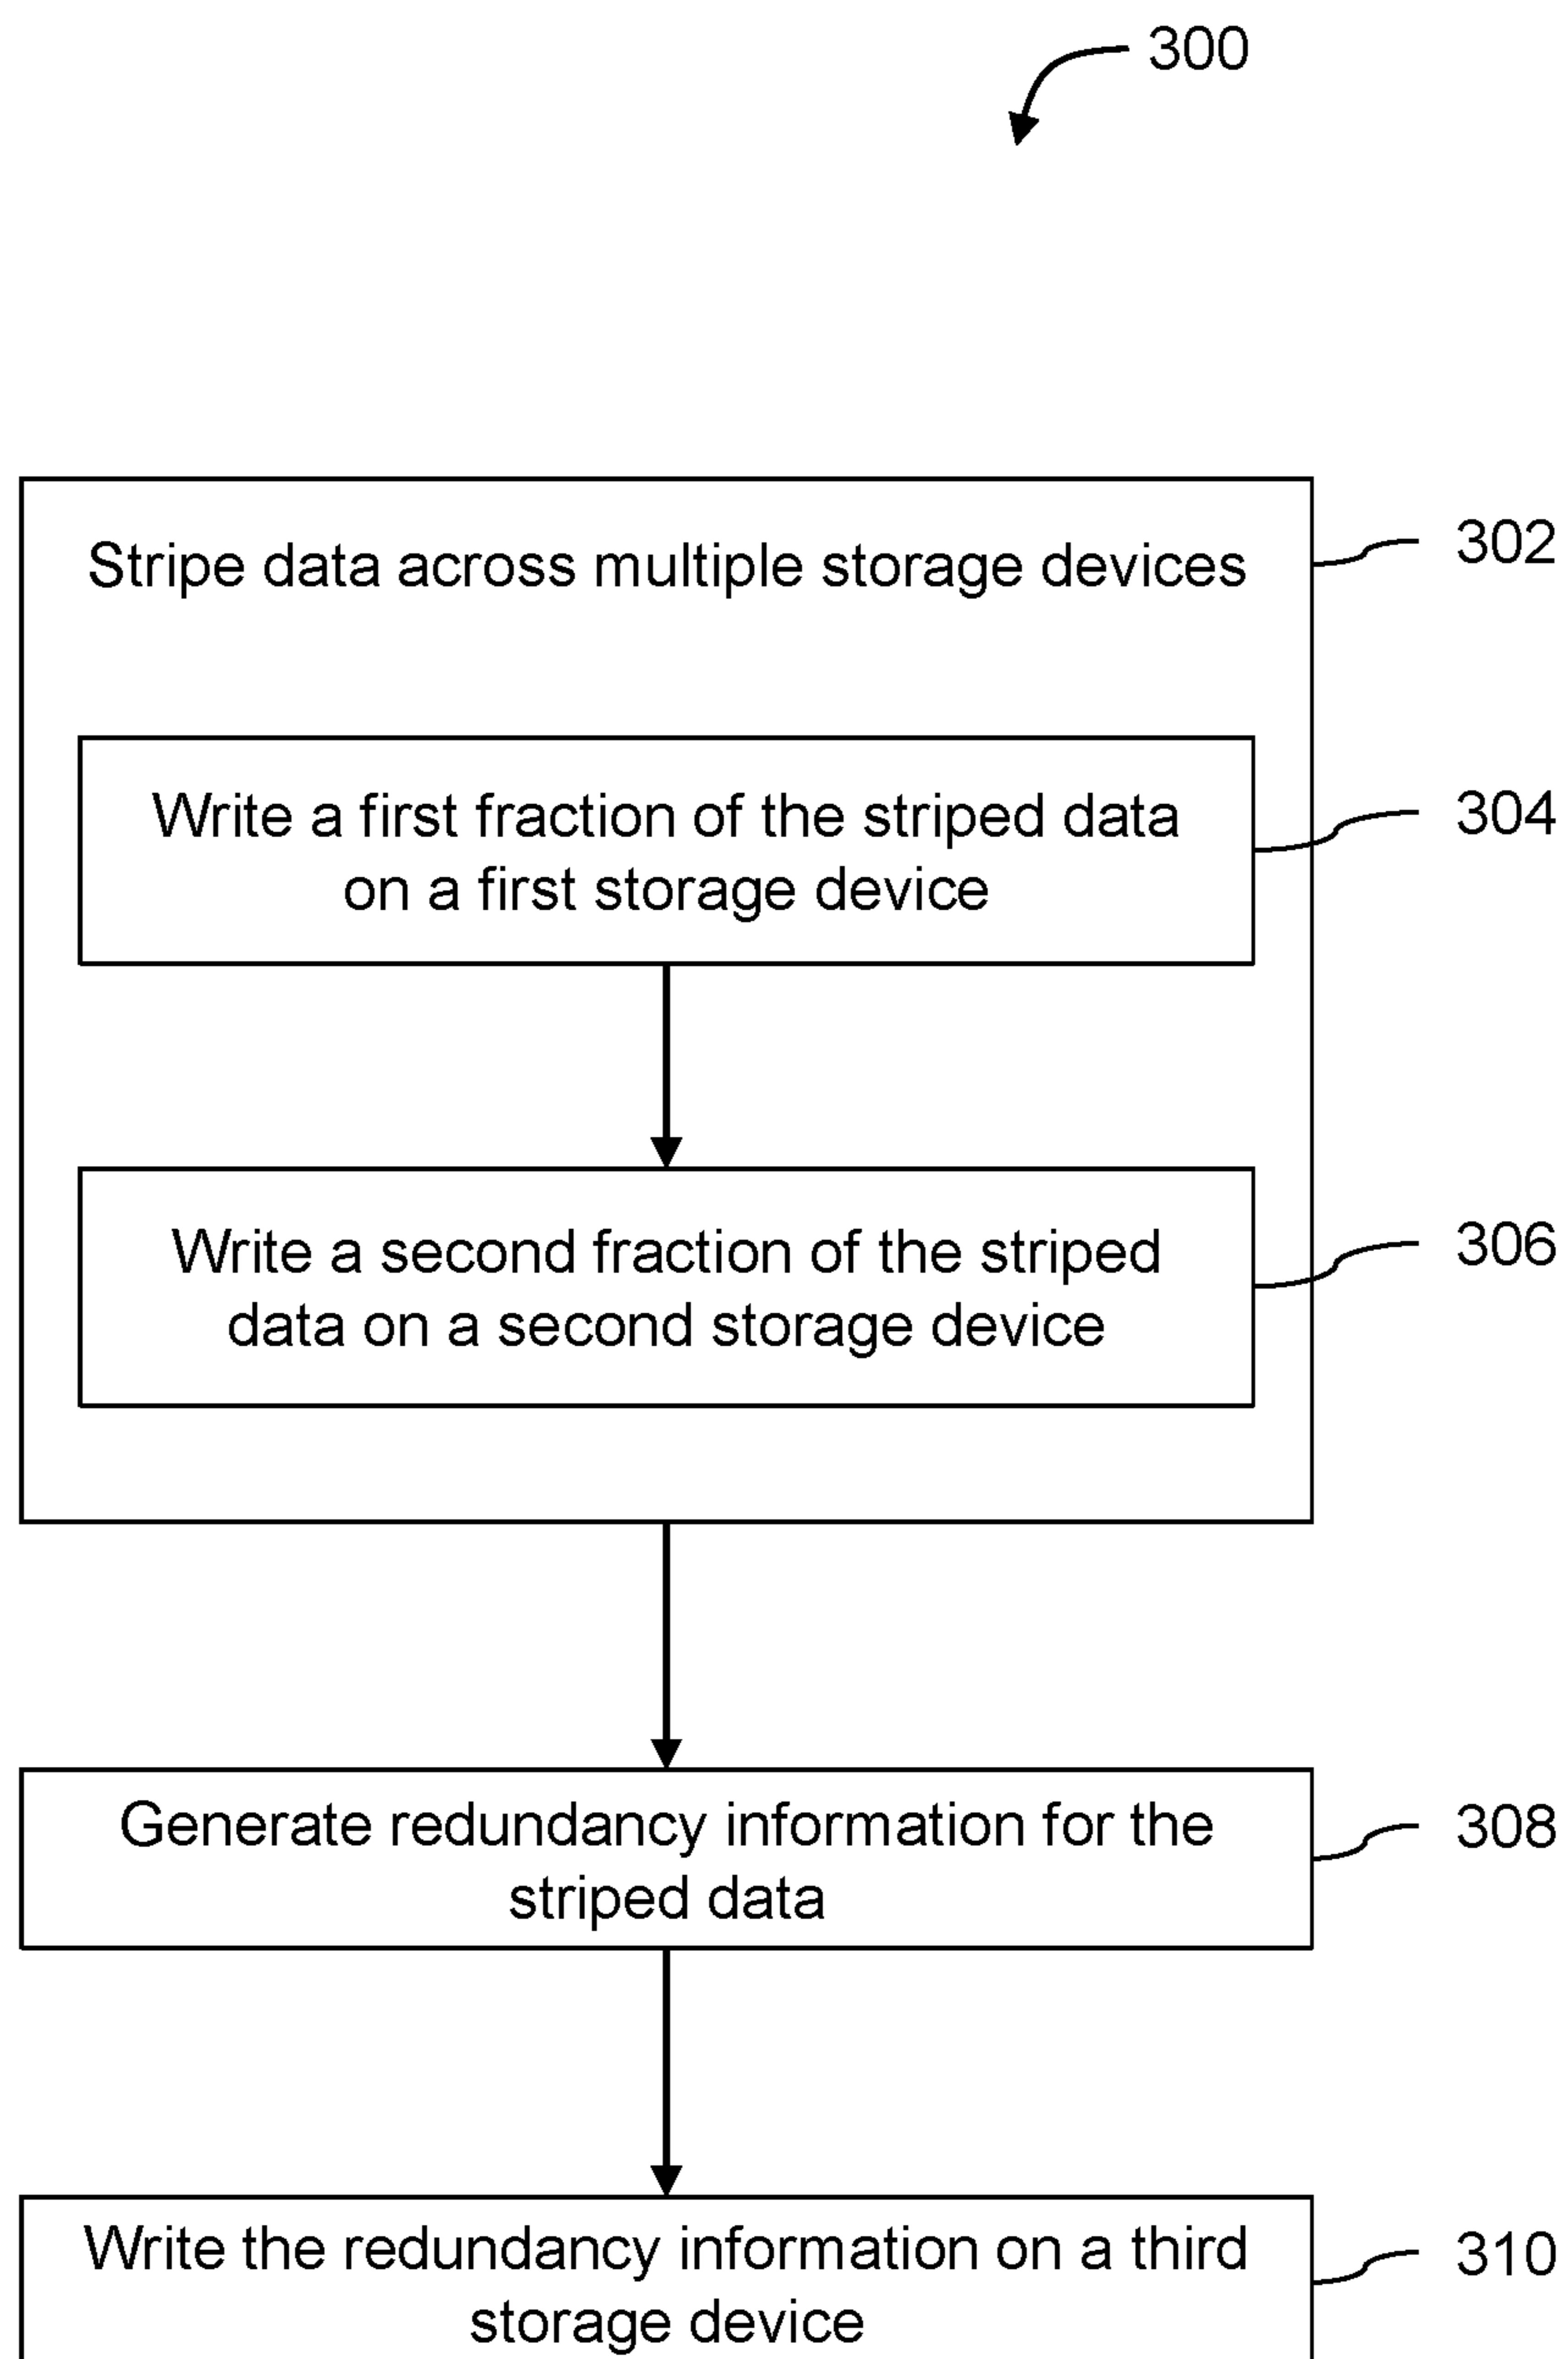 300
Stripe data across multiple storage devices
302
Write a first fraction of the striped data
on a first storage device
304
Write a second fraction of the striped
data on a second storage device
306
Generate redundancy information for the
striped data
308
Write the redundancy information on a third
storage device
310